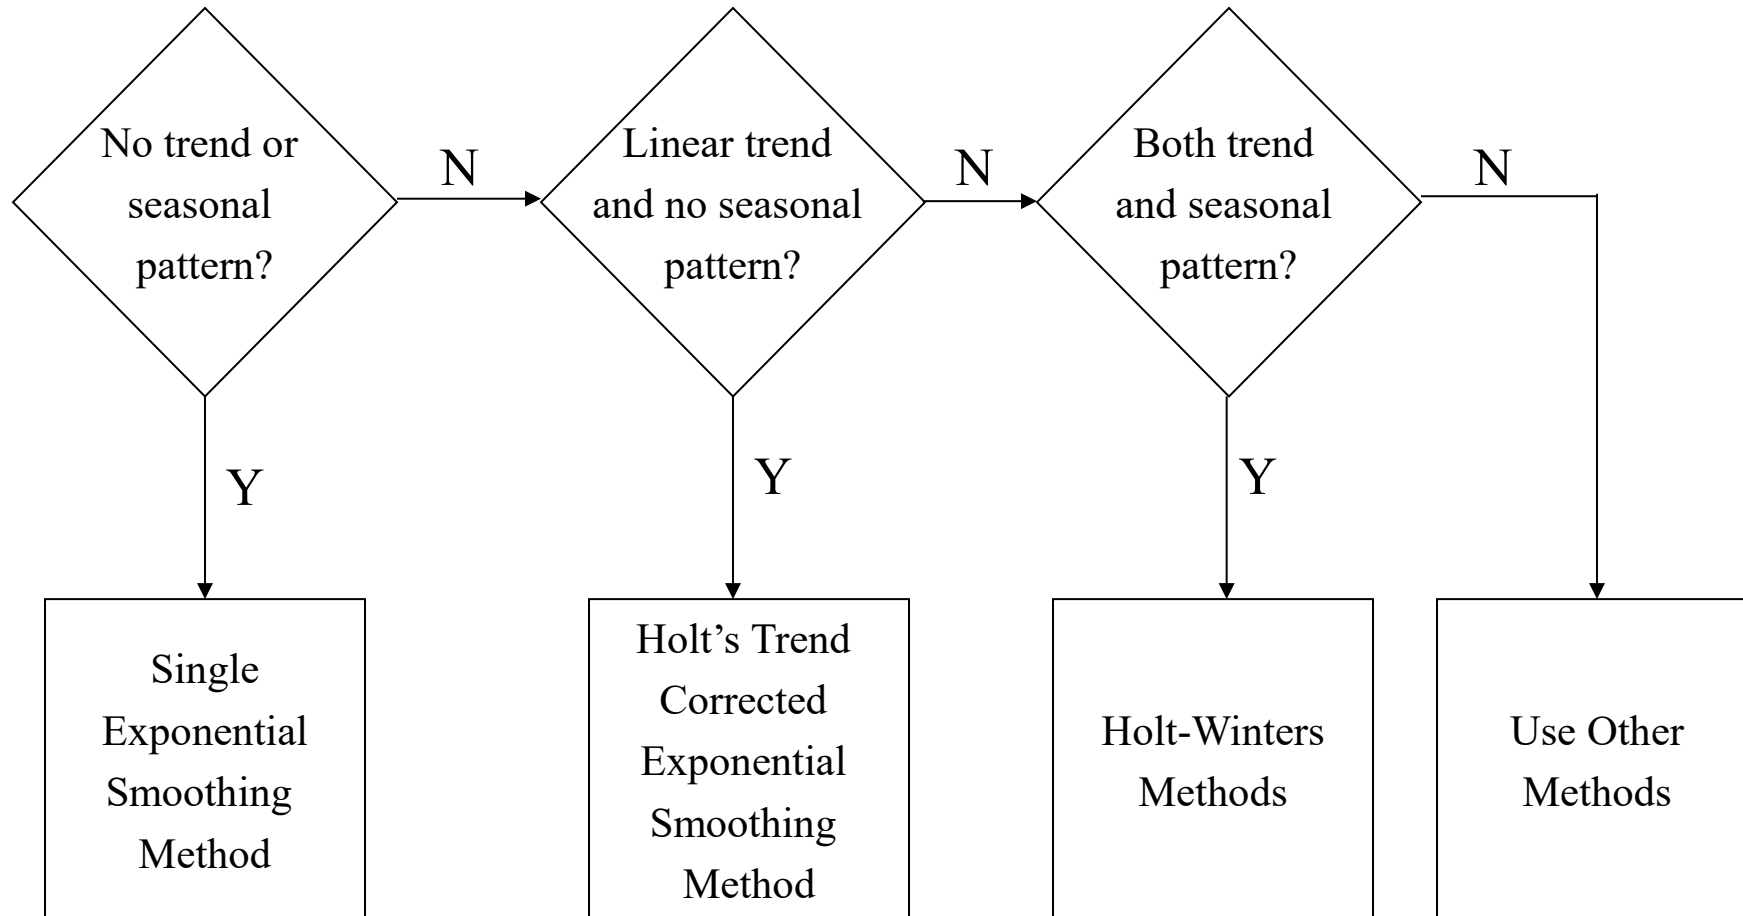 No trend or
seasonal
pattern?
N
Linear trend
and no seasonal
pattern?
N
Both trend
and seasonal
pattern?
N
Y
Y
Y
Single
Exponential
Smoothing
Method
Holt’s Trend
Corrected
Exponential
Smoothing
Method
Holt-Winters
Methods
Use Other
Methods